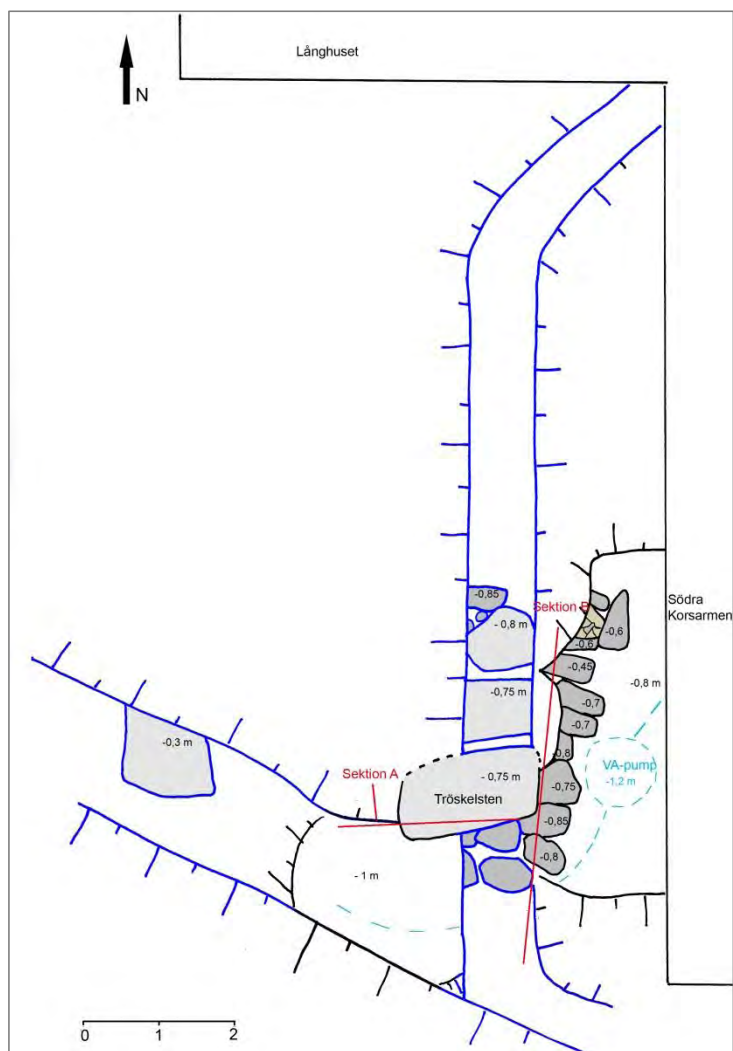 Långhuset
N
-0,85
- 0,8 m
Sektion B
Södra
Korsarmen
-0,6
-0,6
-0,45
-0,8 m
-0,75 m
-0,7
-0,7
-0,3 m
-0,8
VA-pump
-1,2 m
Sektion A
- 0,75 m
-0,75
Tröskelsten
-0,85
-0,8
- 1 m
0 1 2